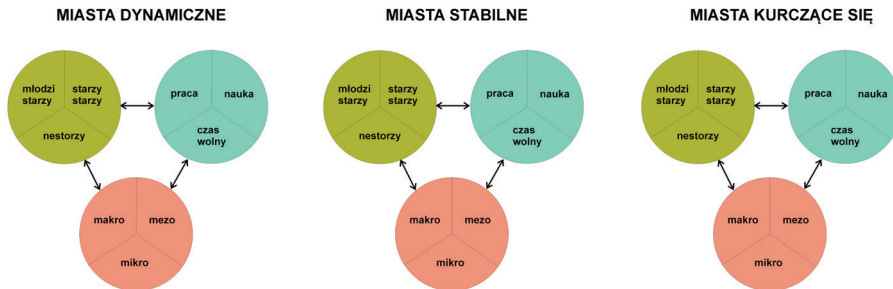 MIASTA DYNAMICZNE
młodzi
starzy
starzy
starzy
nestorzy
praca
nauka
czas
wolny
makro
mezo
mikro
MIASTA STABILNE
młodzi
starzy
starzy
starzy
nestorzy
praca
nauka
czas
wolny
makro
mezo
mikro
MIASTA KURCZĄCE SIĘ
młodzi
starzy
starzy
starzy
nestorzy
praca
nauka
czas
wolny
makro
mezo
mikro